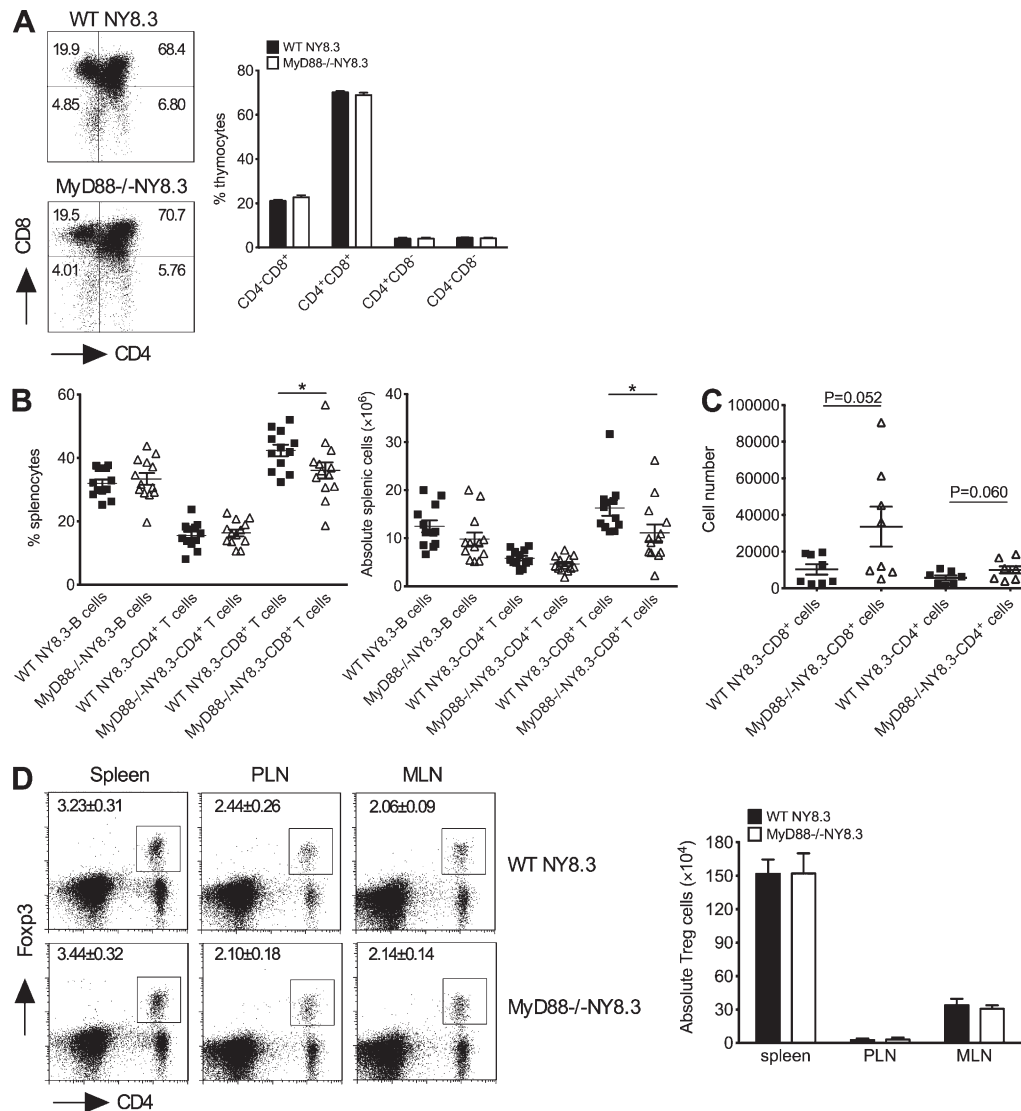 A
WT NY8.3
19.9
68.4
4.85
6.80
MyD88-/-NY8.3
19.5
70.7
4.01
5.76
CD8
CD4
WT NY8.3
MyD88-/-NY8.3
% thymocytes
80
60
40
20
0
CD4⁻CD8⁺
CD4⁺CD8⁺
CD4⁺CD8⁻
CD4⁻CD8⁻
B
% splenocytes
60
40
20
0
*
WT NY8.3-B cells
MyD88-/-NY8.3-B cells
WT NY8.3-CD4⁺ T cells
MyD88-/-NY8.3-CD4⁺ T cells
WT NY8.3-CD8⁺ T cells
MyD88-/-NY8.3-CD8⁺ T cells
Absolute splenic cells (×10⁶)
40
30
20
10
0
*
WT NY8.3-B cells
MyD88-/-NY8.3-B cells
WT NY8.3-CD4⁺ T cells
MyD88-/-NY8.3-CD4⁺ T cells
WT NY8.3-CD8⁺ T cells
MyD88-/-NY8.3-CD8⁺ T cells
C
Cell number
100000
80000
60000
40000
20000
0
P=0.052
P=0.060
WT NY8.3-CD8⁺ cells
MyD88-/-NY8.3-CD8⁺ cells
WT NY8.3-CD4⁺ cells
MyD88-/-NY8.3-CD4⁺ cells
D
Spleen
PLN
MLN
3.23±0.31
2.44±0.26
2.06±0.09
WT NY8.3
3.44±0.32
2.10±0.18
2.14±0.14
MyD88-/-NY8.3
Foxp3
CD4
WT NY8.3
MyD88-/-NY8.3
Absolute Treg cells (×10⁴)
180
150
120
90
60
30
0
spleen
PLN
MLN